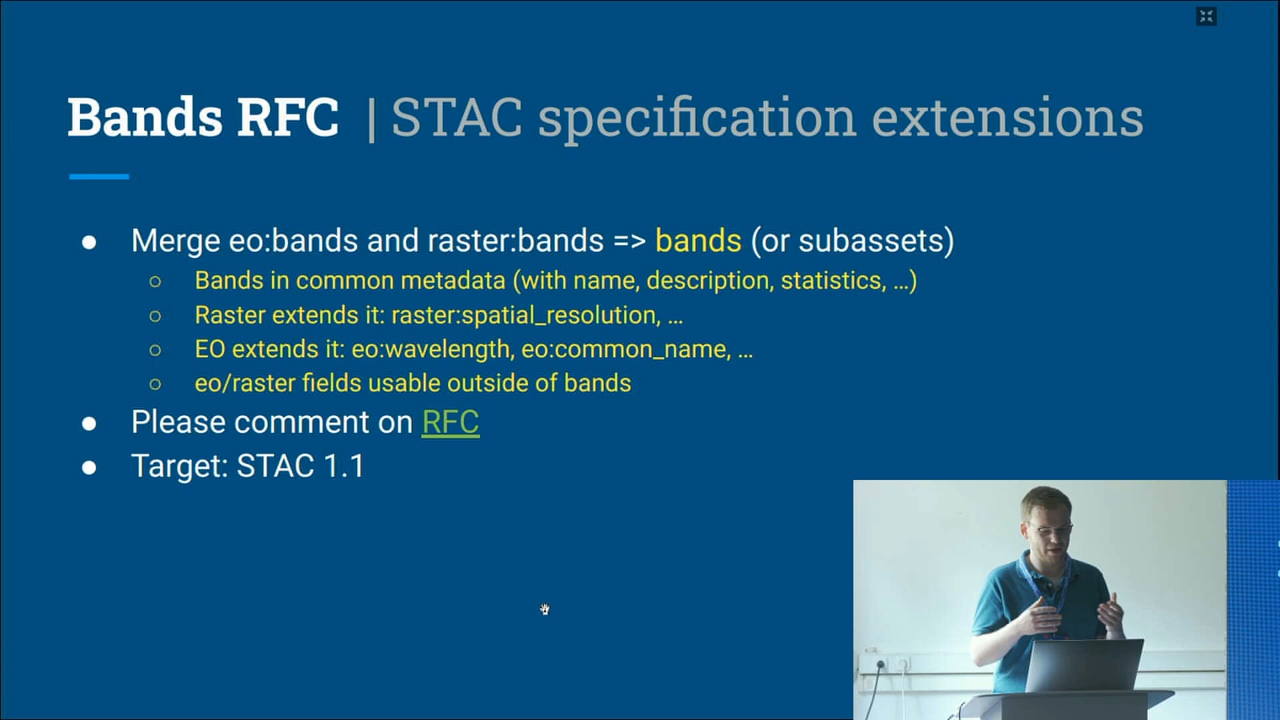 Bands RFC | STAC specification extensions
● Merge eo:bands and raster:bands => bands (or subassets)
○ Bands in common metadata (with name, description, statistics, …)
○ Raster extends it: raster:spatial_resolution, …
○ EO extends it: eo:wavelength, eo:common_name, …
○ eo/raster fields usable outside of bands
● Please comment on RFC
● Target: STAC 1.1